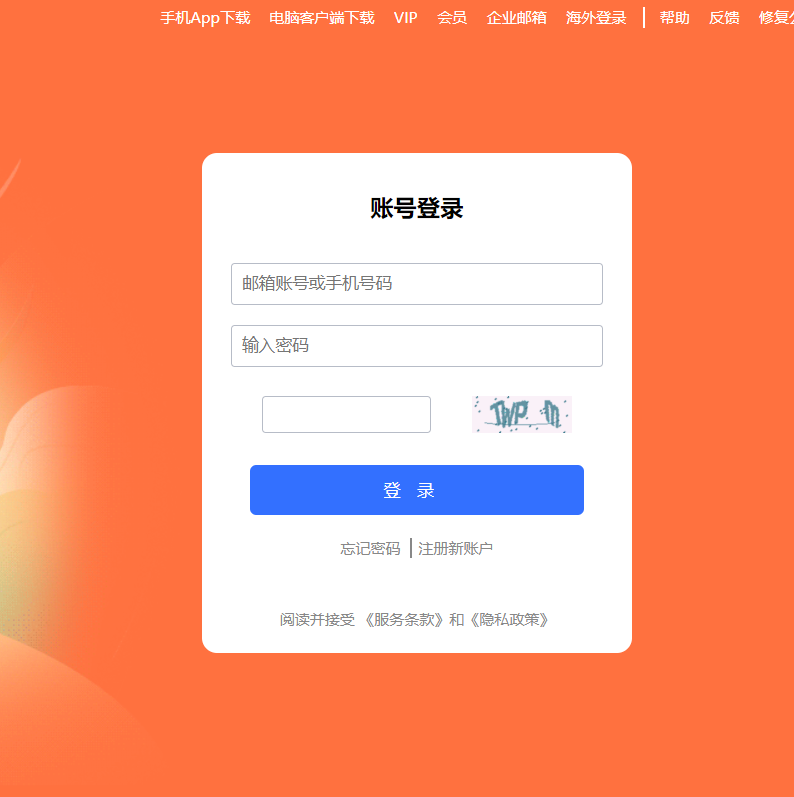 手机App下载 电脑客户端下载 VIP 会员 企业邮箱 海外登录 帮助 反馈 修复
账号登录
邮箱账号或手机号码
输入密码
登 录
忘记密码 注册新账户
阅读并接受 《服务条款》和《隐私政策》